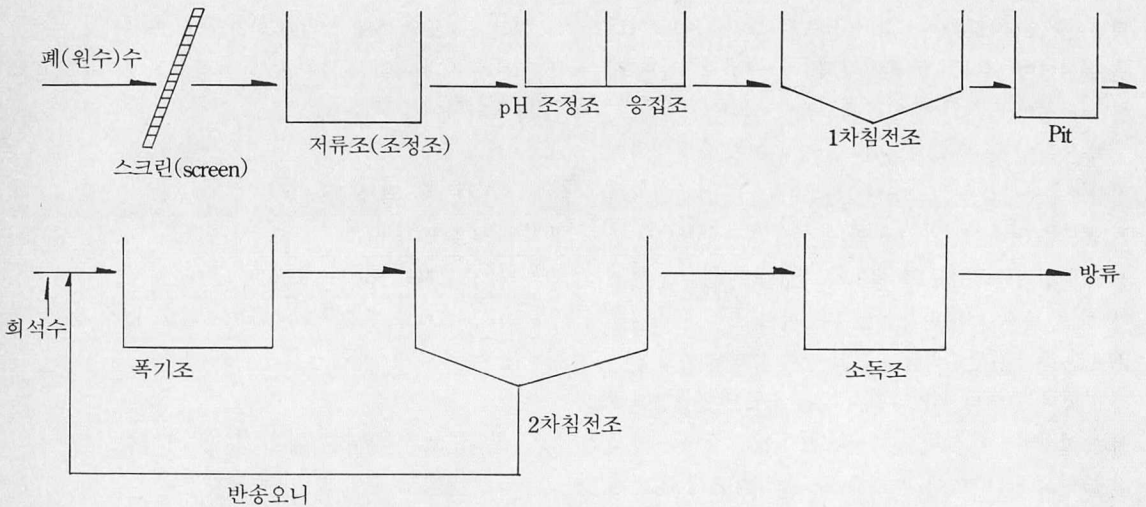 폐(원수)수
스크린(screen)
저류조(조정조)
pH 조정조
응집조
1차침전조
Pit
희석수
폭기조
2차침전조
소독조
방류
반송오니